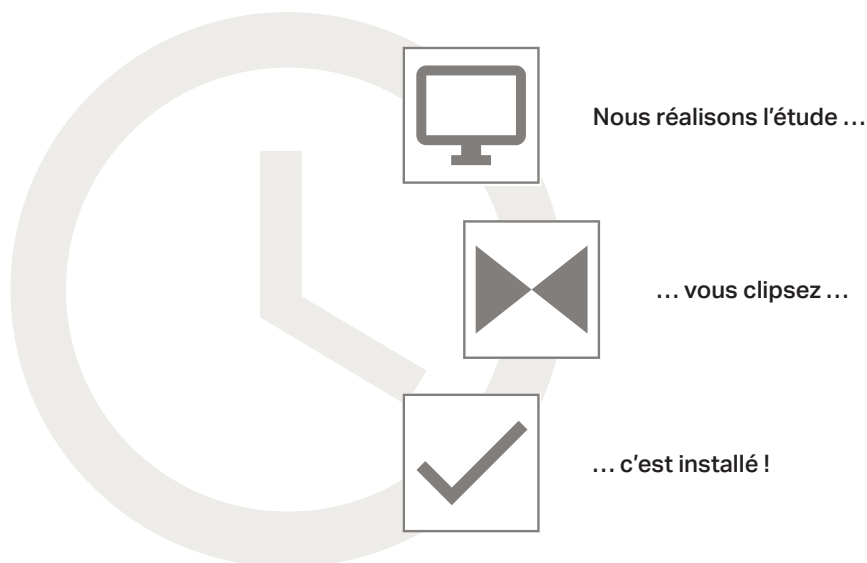 Nous réalisons l'étude …
… vous clipsez …
… c'est installé !